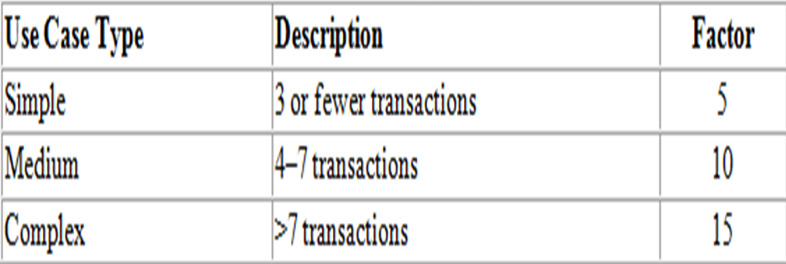 Use Case Type Description Factor
Simple 3 or fewer transactions 5
Medium 4–7 transactions 10
Complex >7 transactions 15